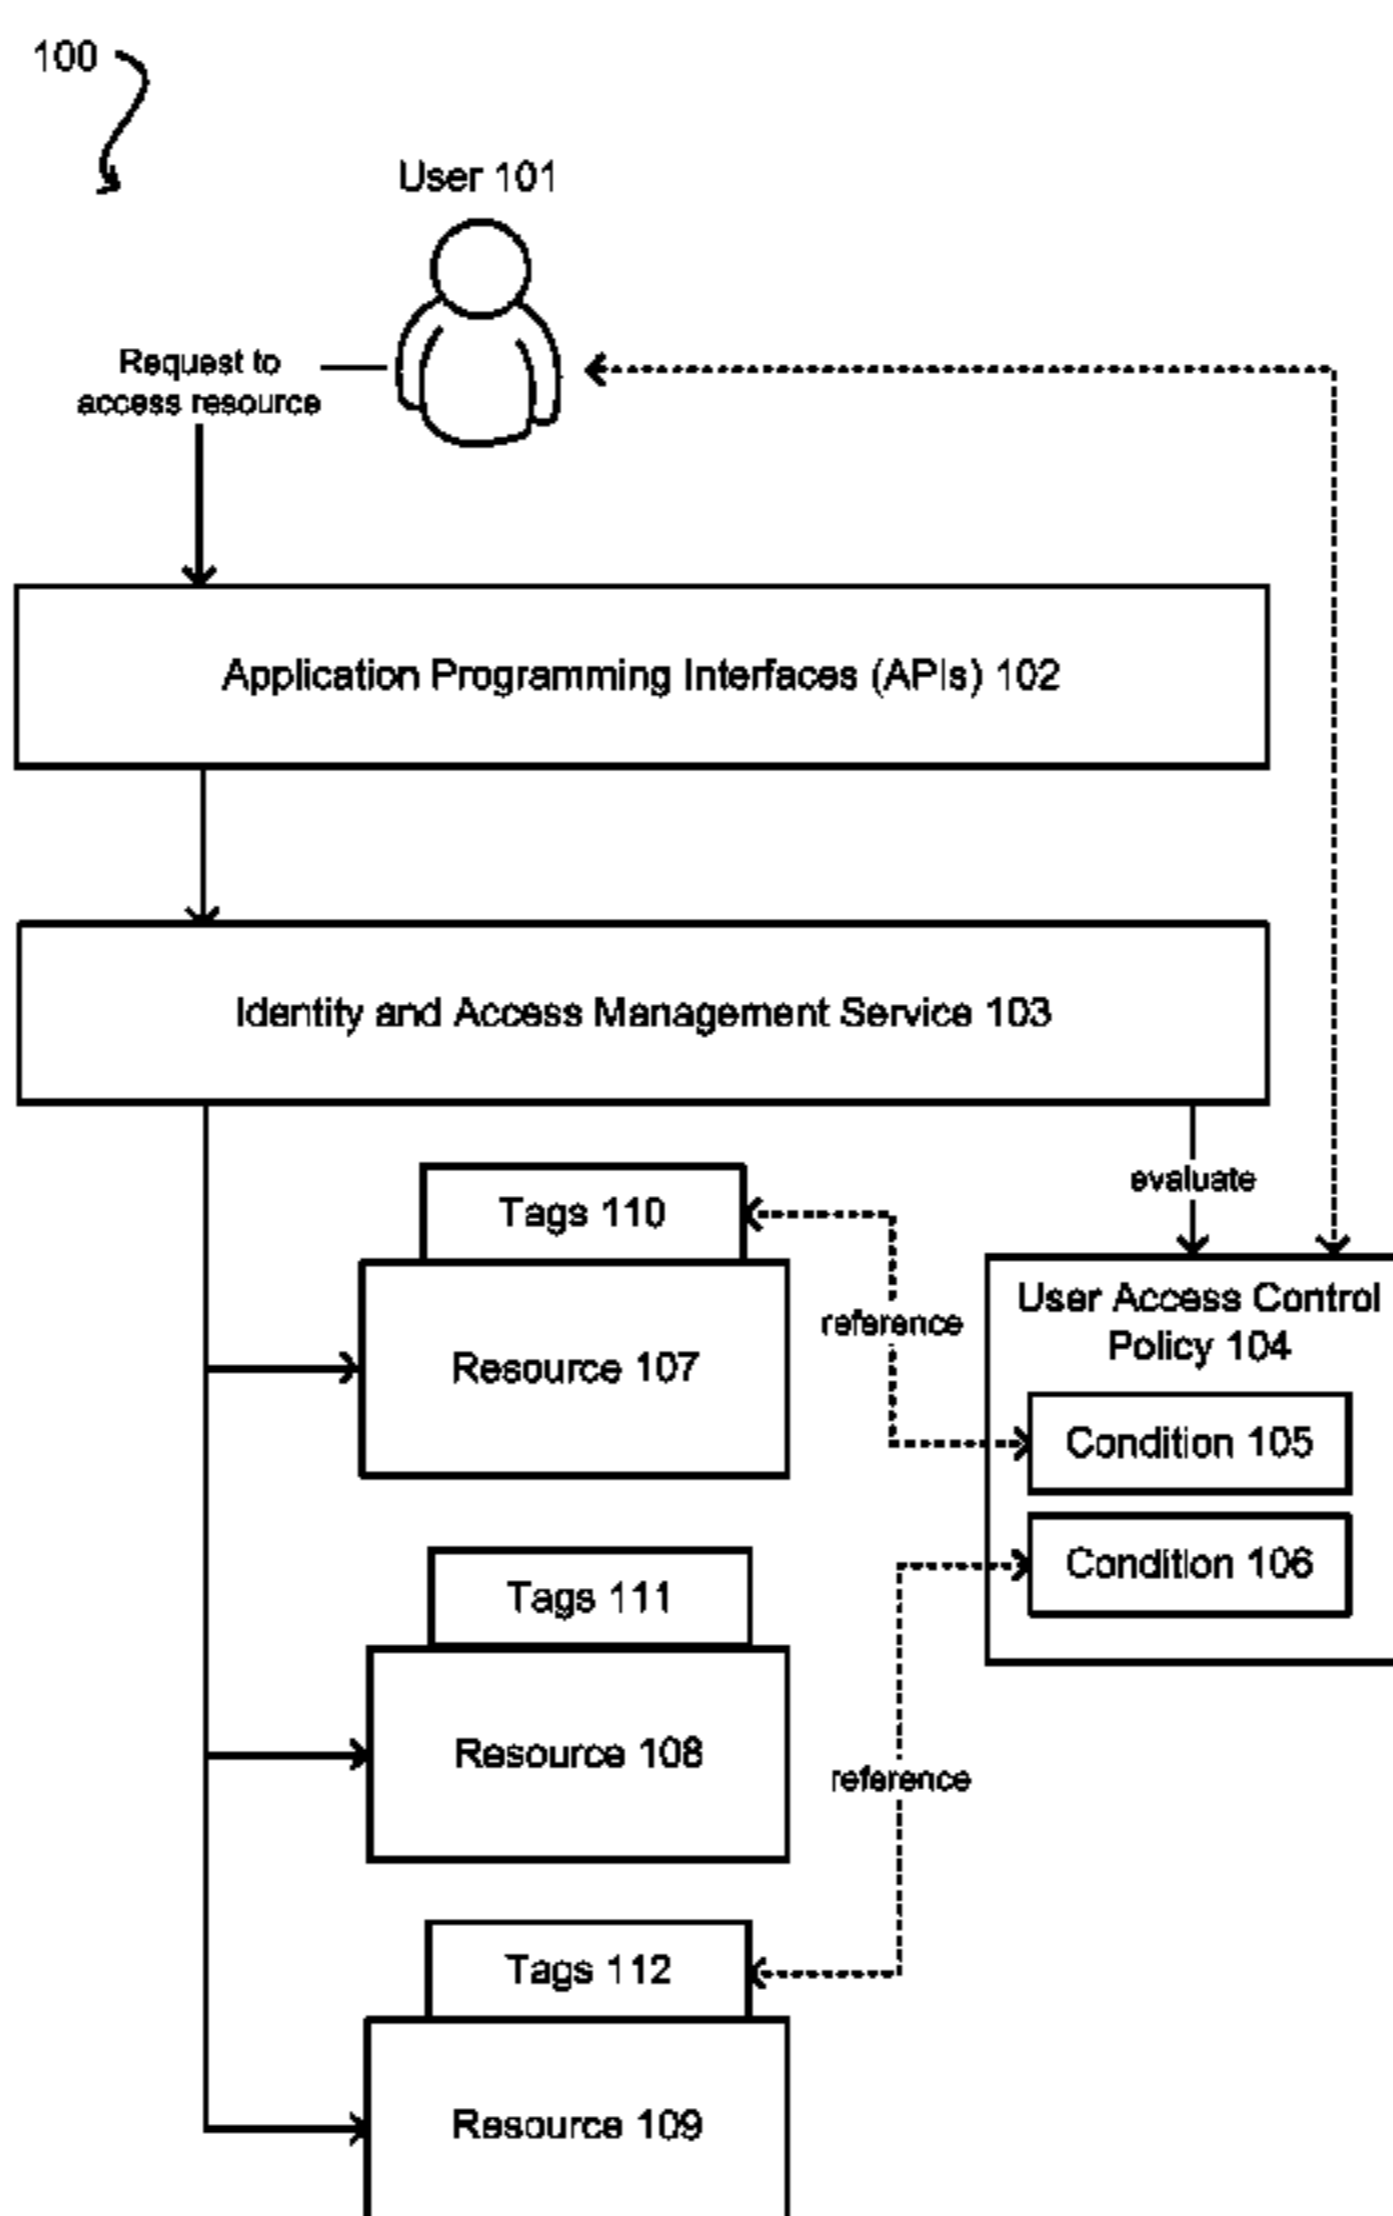 100
User 101
Request to
access resource
Application Programming Interfaces (APIs) 102
Identity and Access Management Service 103
evaluate
Tags 110
Resource 107
reference
User Access Control
Policy 104
Condition 105
Condition 106
Tags 111
Resource 108
reference
Tags 112
Resource 109